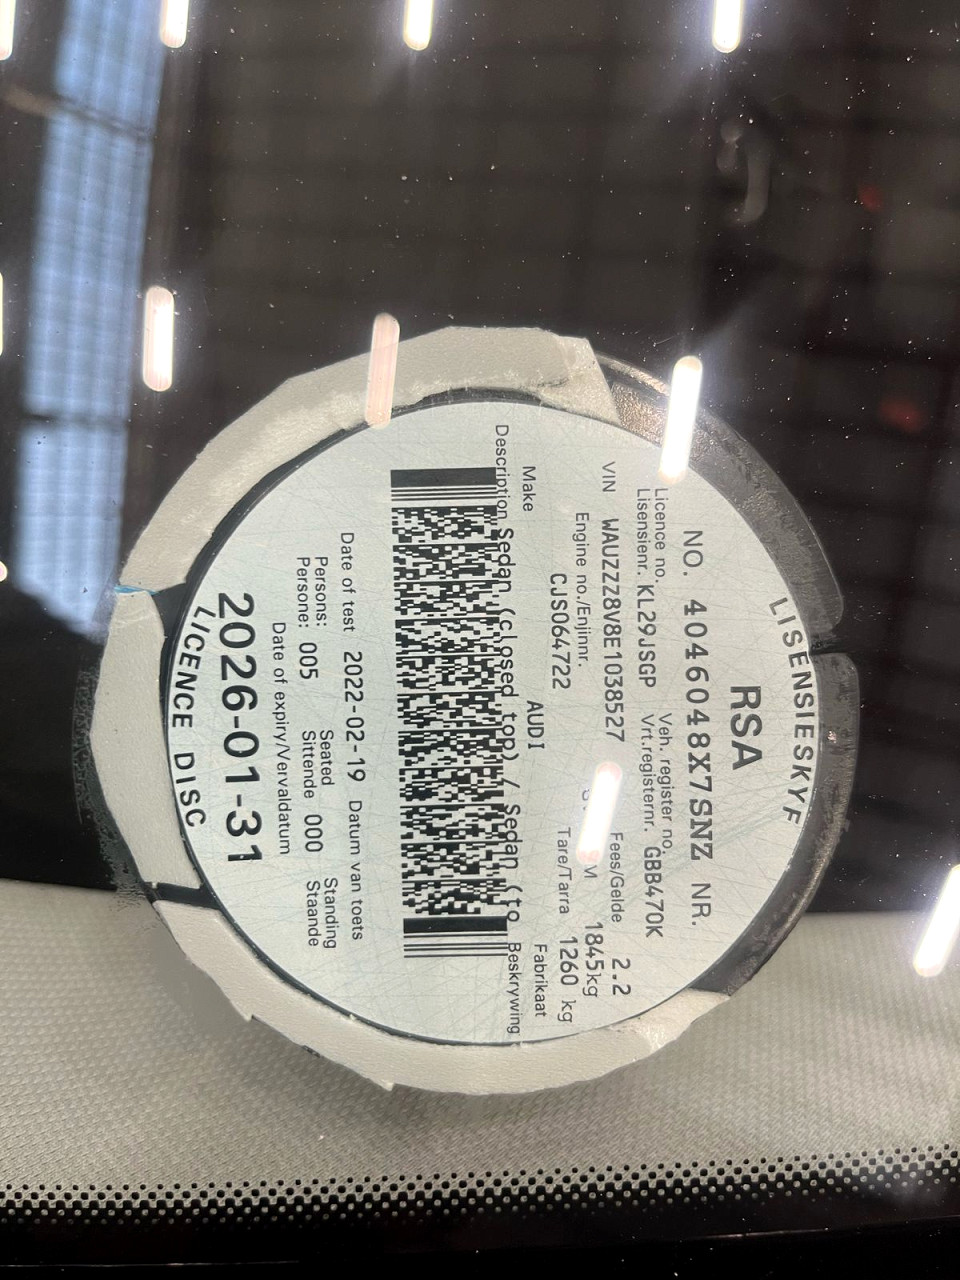 LISENSIESKYF
RSA
NO. 4046048X7SNZ NR.
Licence no. Veh. register no.
Lisensienr. KL29JSGP Vrt.registernr. GBB470K
VIN WAUZZZ8V8E1038527 Fees/Gelde 2.2
1845kg
Engine no./Enjinnr. CJS064722 Tare/Tarra 1260 kg
Make AUDI Fabrikaat
Description Sedan (closed top) / Sedan (to Beskrywing
Date of test 2022-02-19 Datum van toets
Persons: Seated Standing
Persone: 005 Sittende 000 Staande
Date of expiry/Vervaldatum
2026-01-31
LICENCE DISC